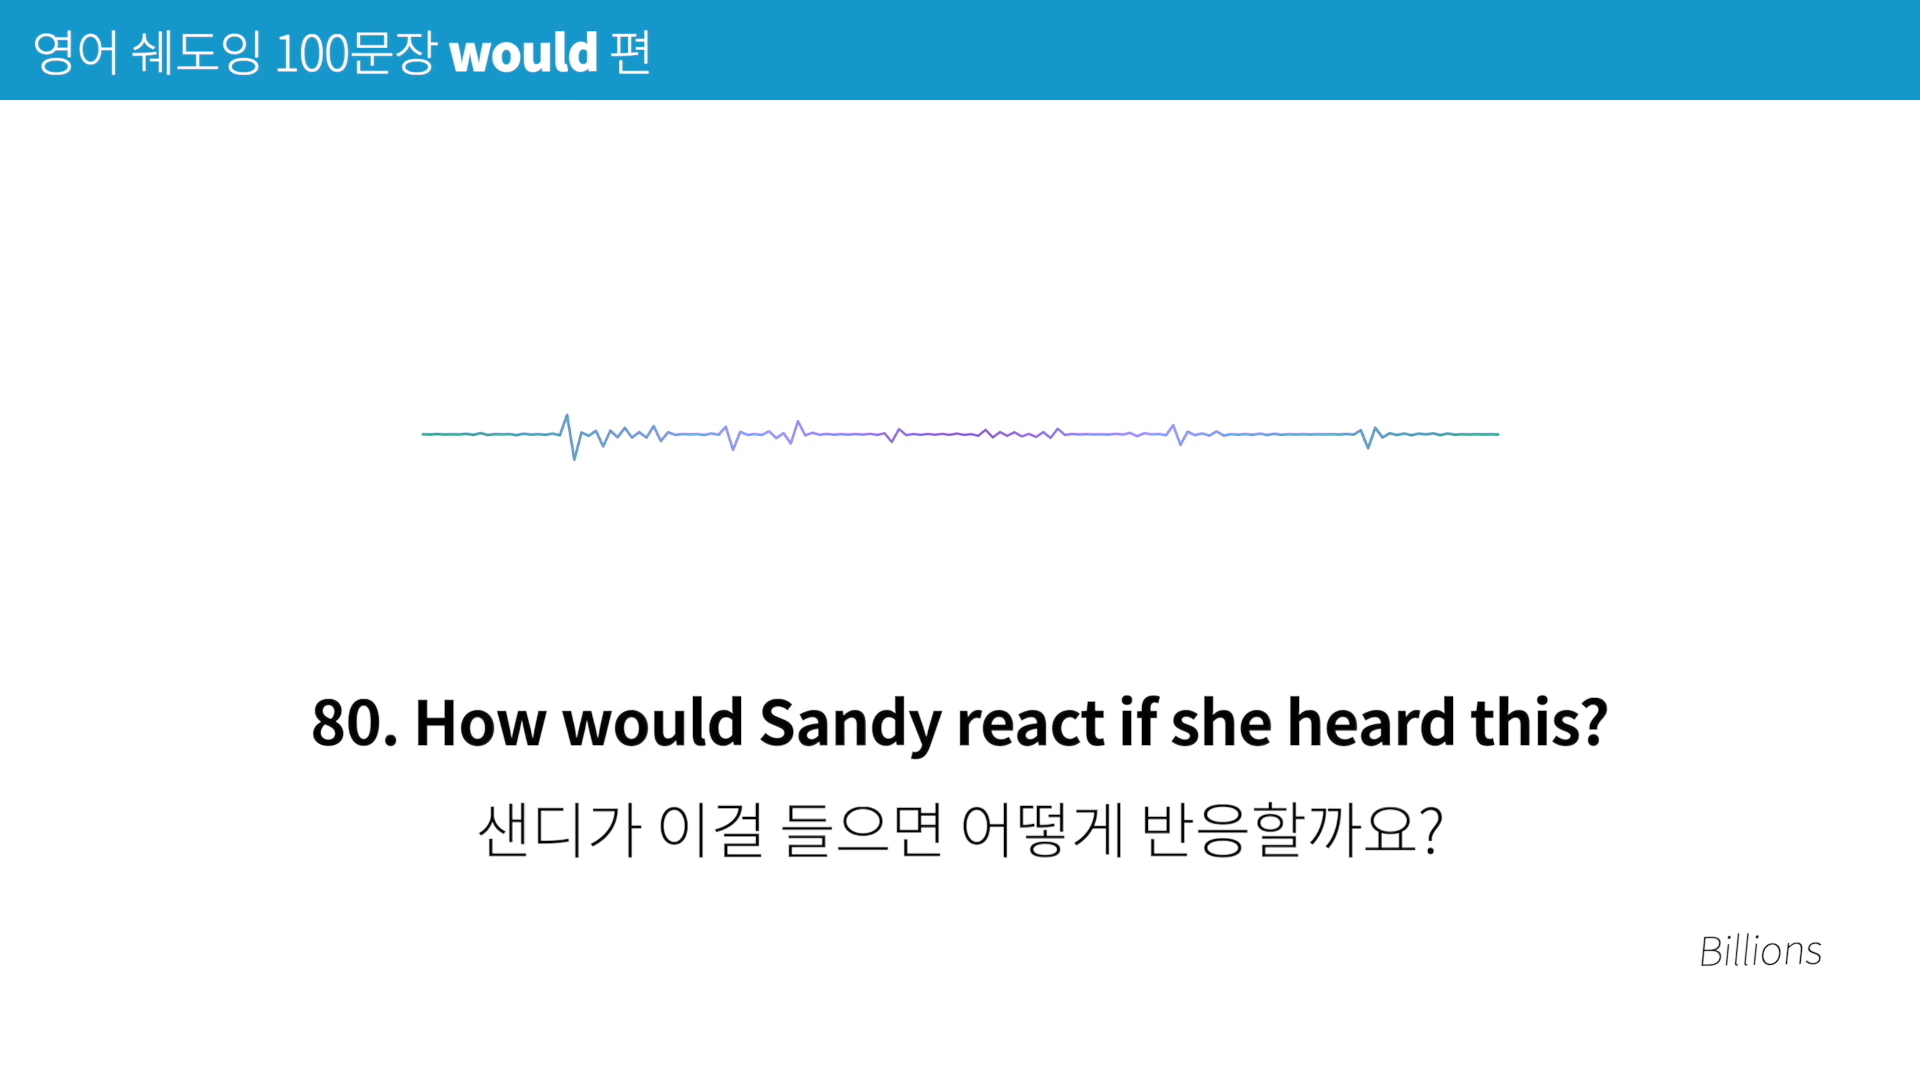 영어 쉐도잉 100문장 would 편
80. How would Sandy react if she heard this?
샌디가 이걸 들으면 어떻게 반응할까요?
Billions